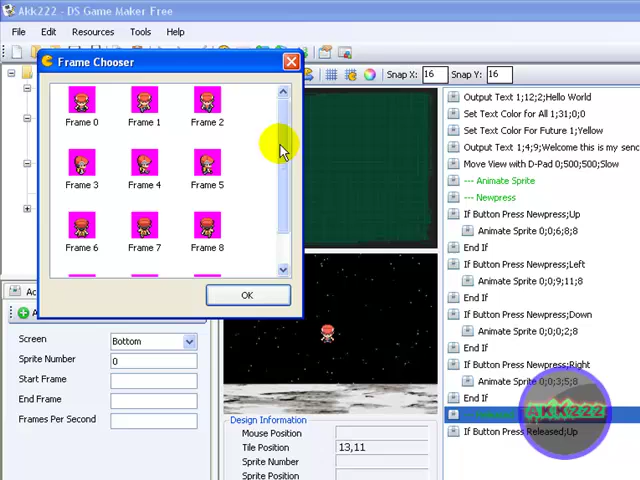 Akk222 - DS Game Maker Free
File Edit Resources Tools Help
Frame Chooser
Snap X: 16 Snap Y: 16
Frame 0 Frame 1 Frame 2
Frame 3 Frame 4 Frame 5
Frame 6 Frame 7 Frame 8
OK
Screen Bottom
Sprite Number 0
Start Frame
End Frame
Frames Per Second
Design Information
Mouse Position
Tile Position 13,11
Sprite Number
Sprite Position
Output Text 1;12;2;Hello World
Set Text Color for All 1;31;0;0
Set Text Color For Future 1;Yellow
Output Text 1;4;9;Welcome this is my senc
Move View with D-Pad 0;500;500;Slow
--- Animate Sprite
--- Newpress
If Button Press Newpress;Up
Animate Sprite 0;0;6;8;8
End If
If Button Press Newpress;Left
Animate Sprite 0;0;9;11;8
End If
If Button Press Newpress;Down
Animate Sprite 0;0;0;2;8
End If
If Button Press Newpress;Right
Animate Sprite 0;0;3;5;8
End If
If Button Press Released;Up
AKK222